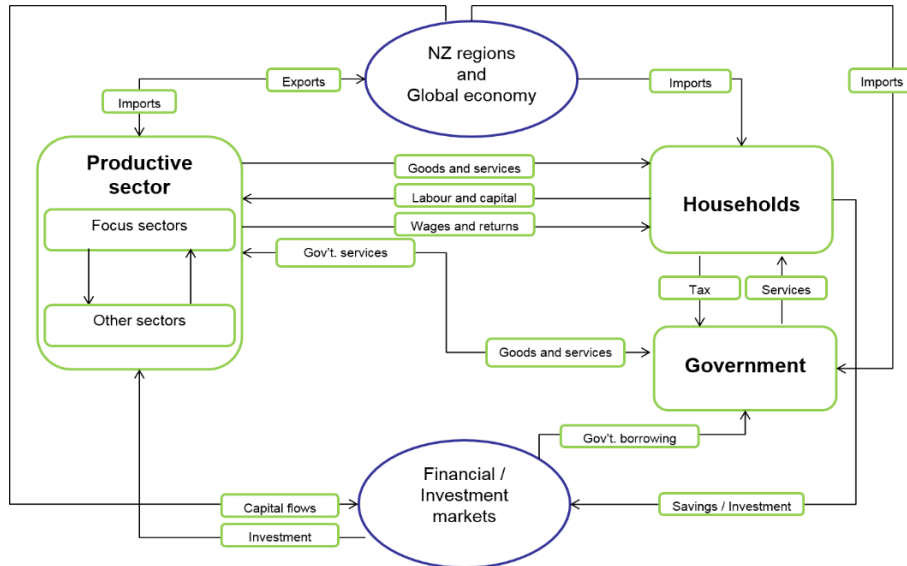 NZ regions
and
Global economy
Exports
Imports
Imports
Imports
Productive
sector
Focus sectors
Other sectors
Goods and services
Labour and capital
Wages and returns
Gov't. services
Households
Tax
Services
Goods and services
Government
Gov't. borrowing
Financial /
Investment
markets
Capital flows
Investment
Savings / Investment